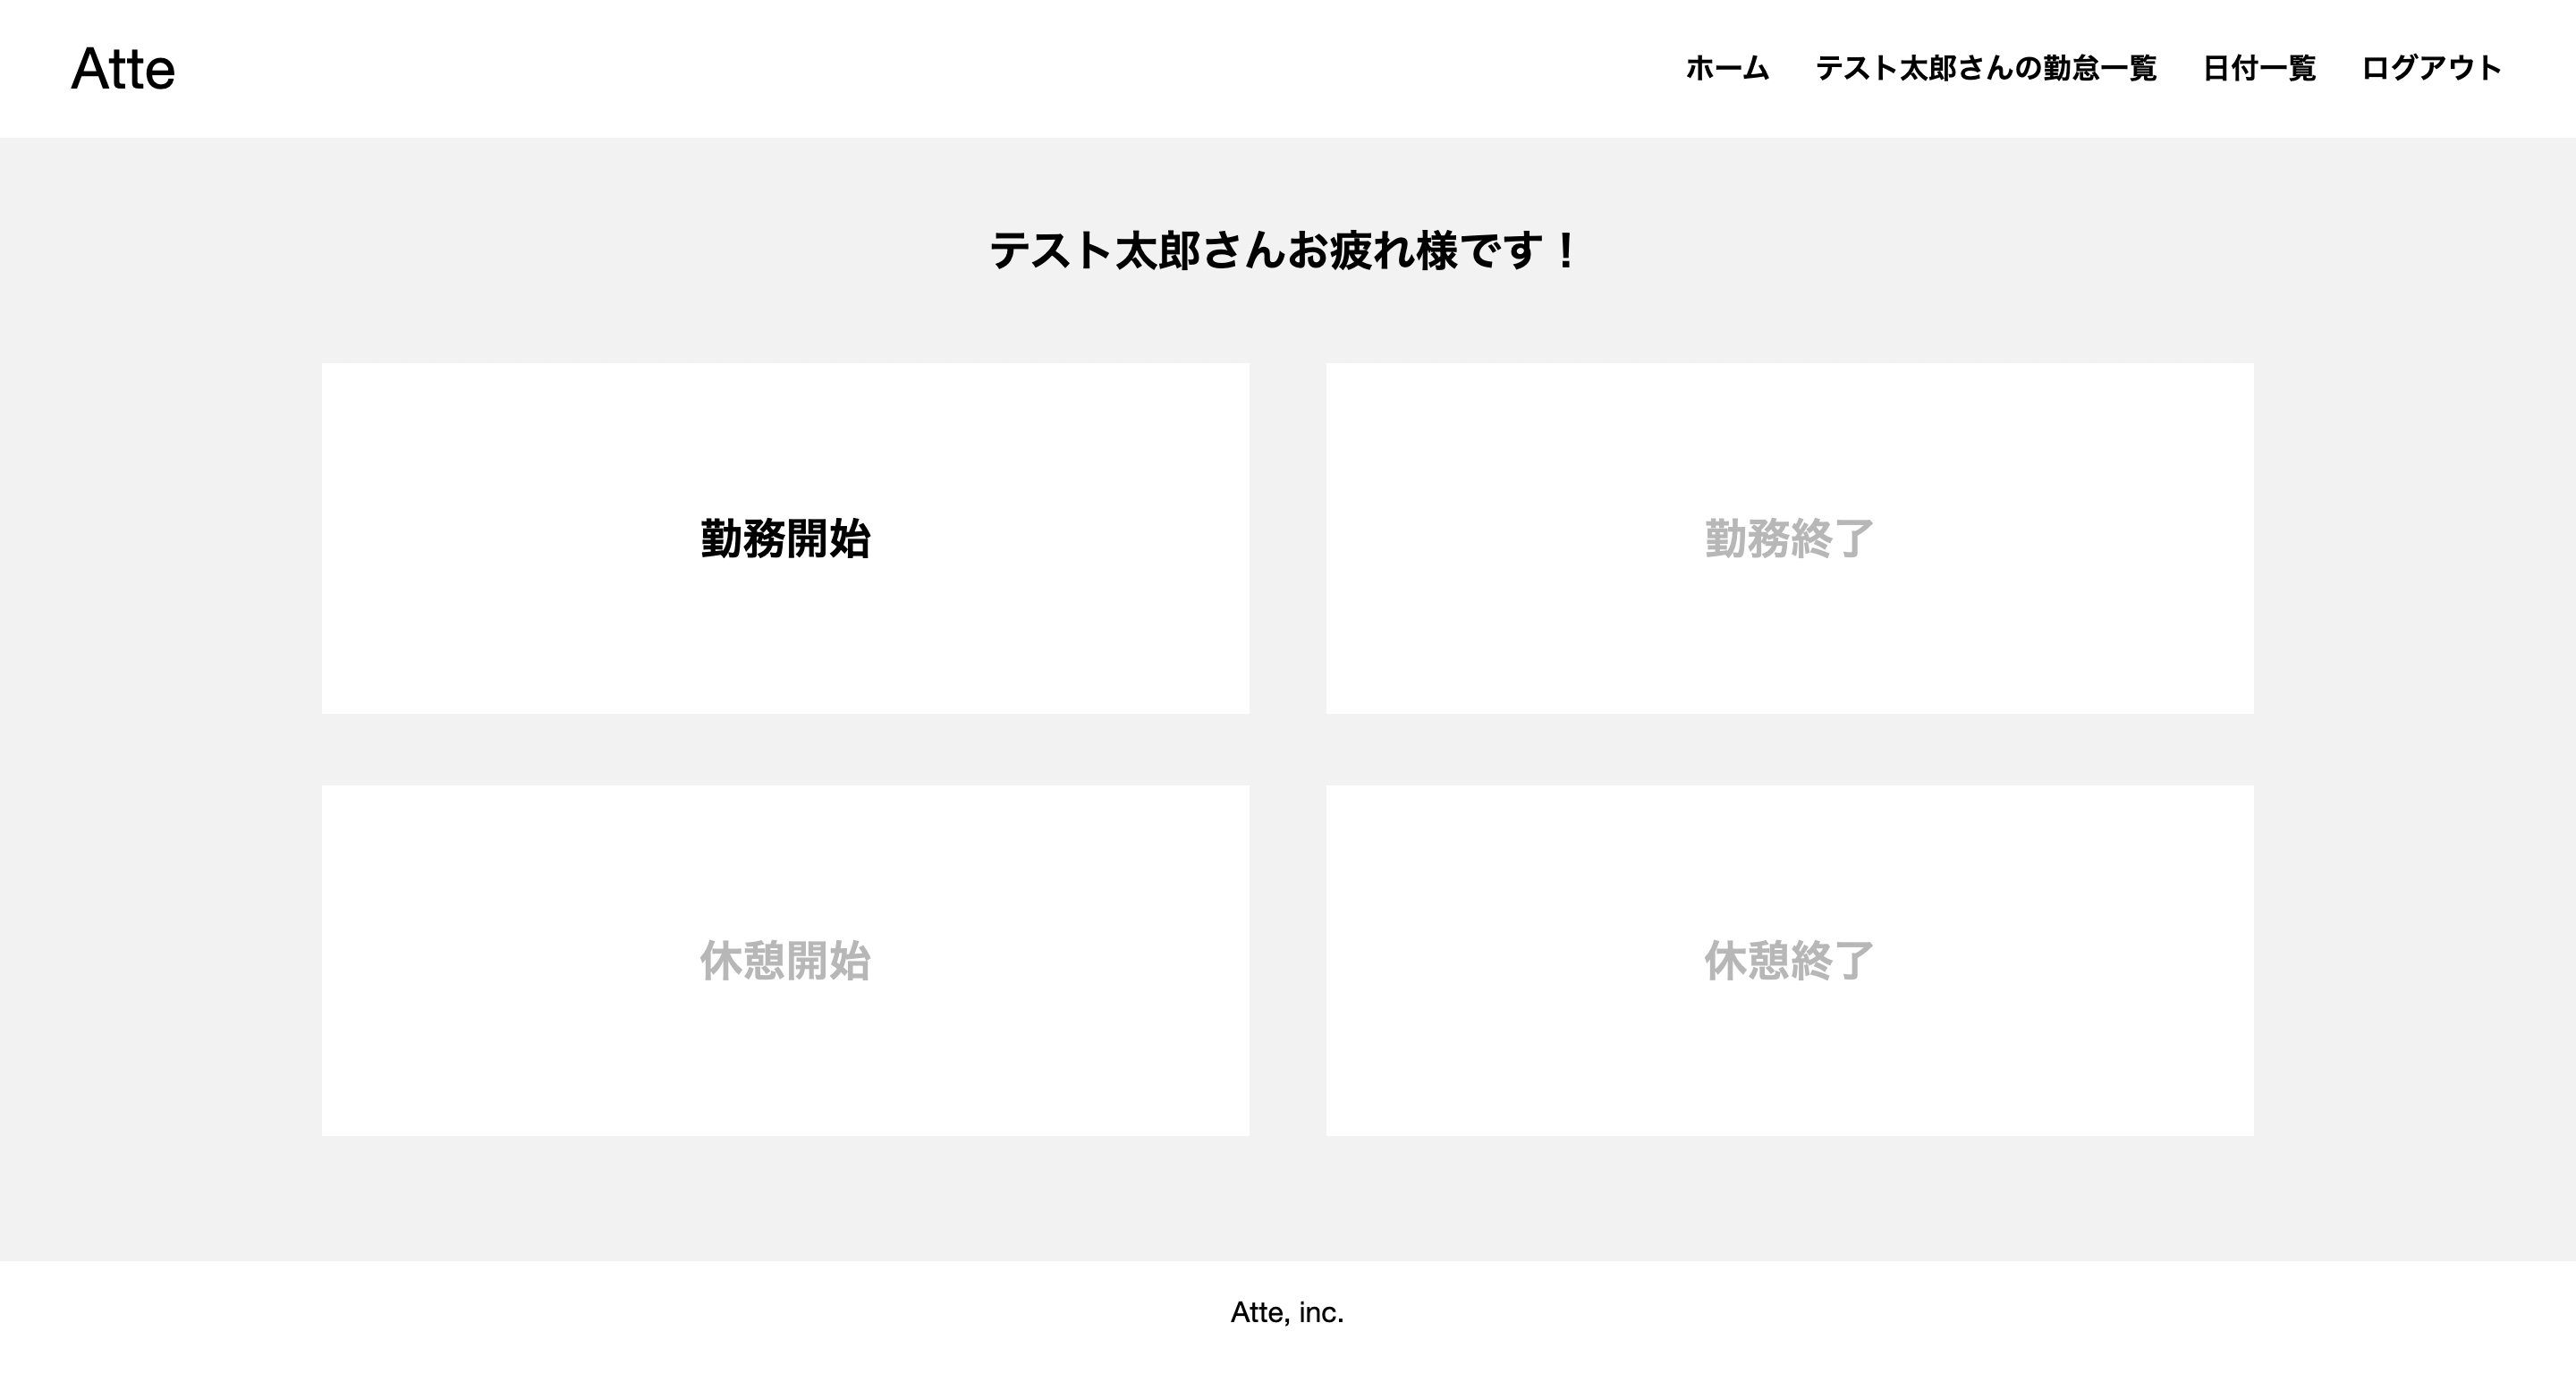 Atte
ホーム テスト太郎さんの勤怠一覧 日付一覧 ログアウト
テスト太郎さんお疲れ様です！
勤務開始 勤務終了
休憩開始 休憩終了
Atte, inc.